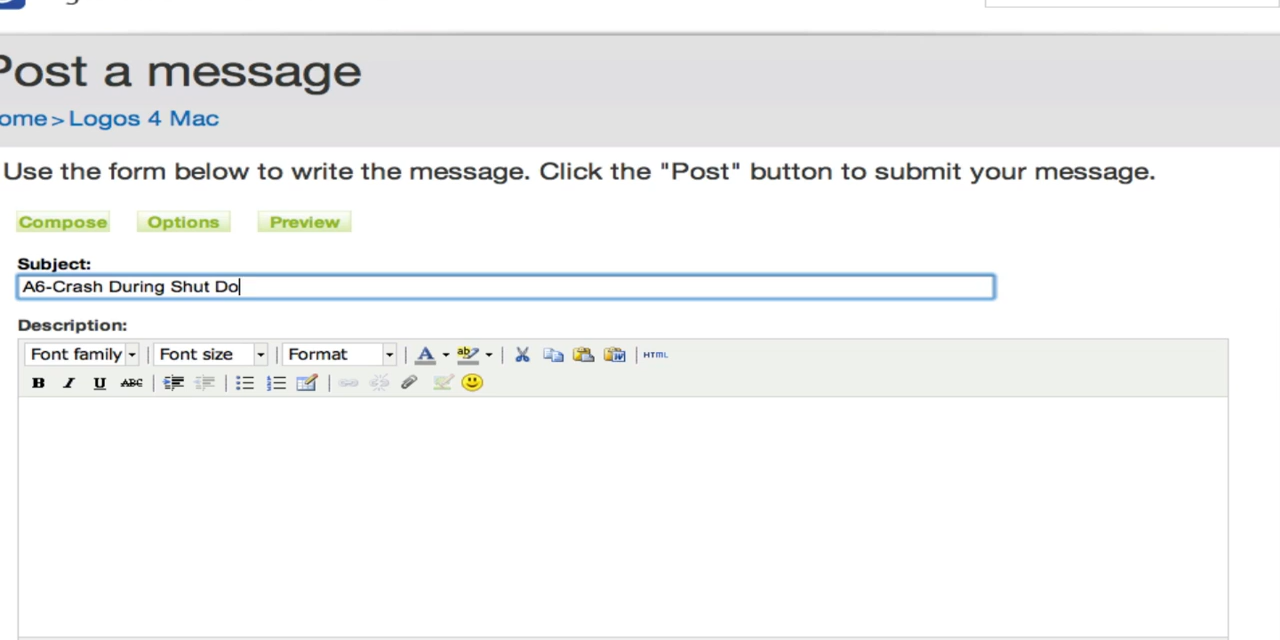 Post a message
ome > Logos 4 Mac
Use the form below to write the message. Click the "Post" button to submit your message.
Compose Options Preview
Subject:
A6-Crash During Shut Do
Description:
Font family Font size Format A ab HTML
B I U ABC